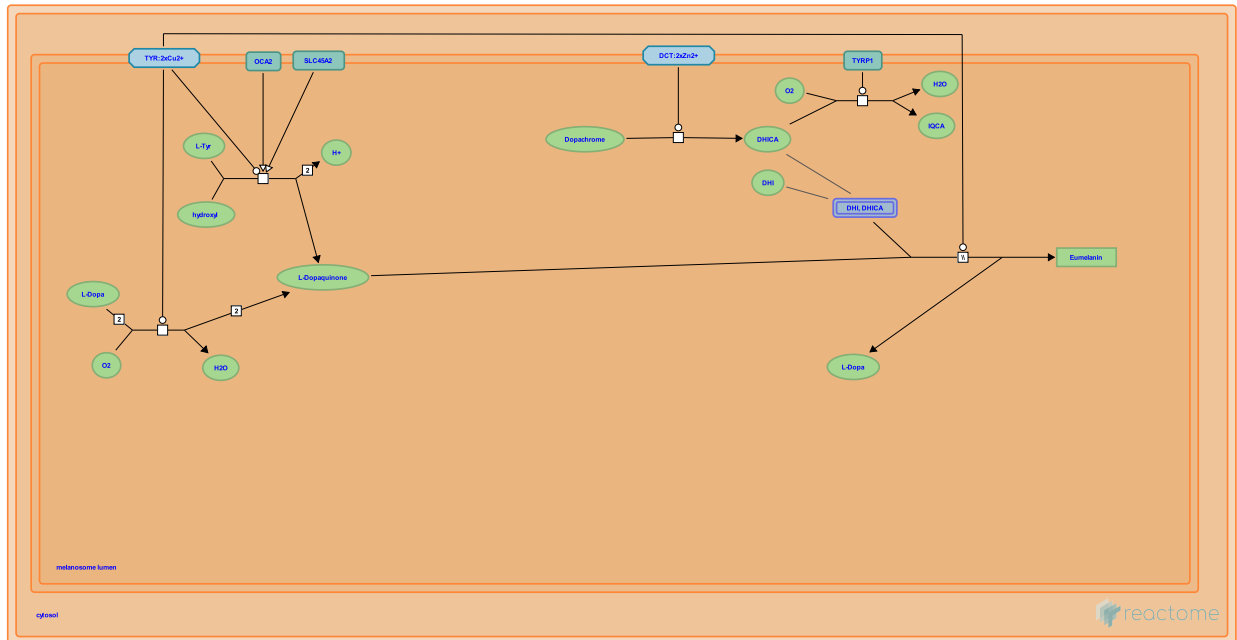 TYR:2xCu2+
OCA2
SLC45A2
DCT:2xZn2+
TYRP1
O2
H2O
L-Tyr
H+
Dopachrome
DHICA
IQCA
2
DHI
hydroxyl
DHI, DHICA
L-Dopaquinone
\\
Eumelanin
L-Dopa
2
2
O2
H2O
L-Dopa
melanosome lumen
cytosol
reactome